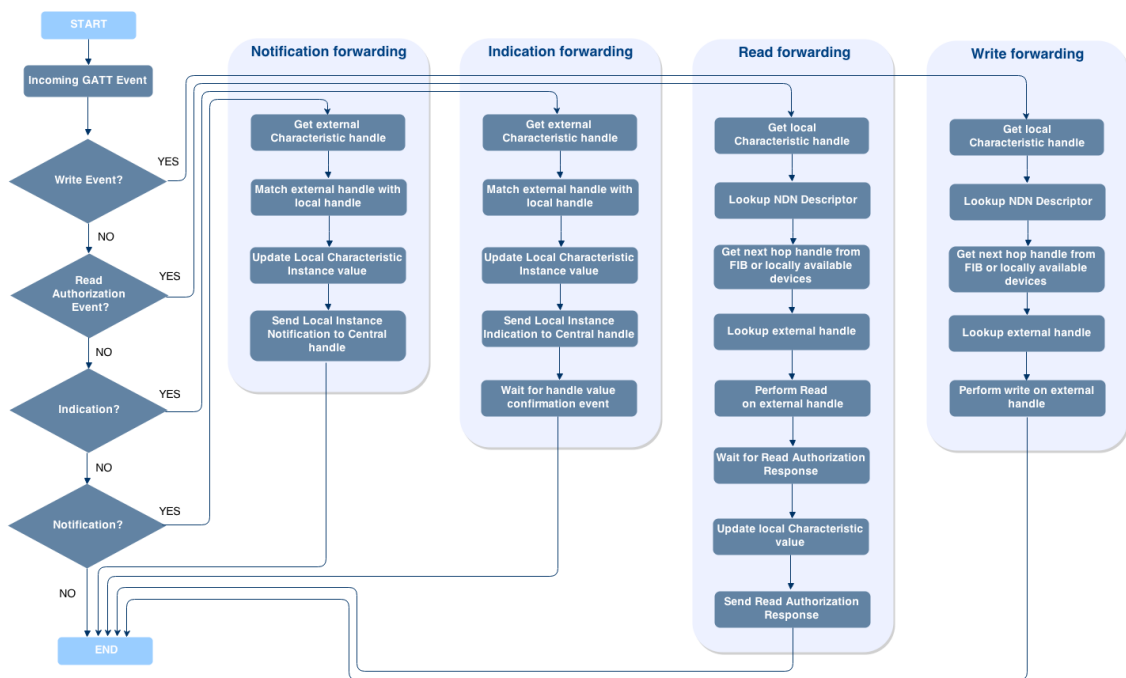 START
Incoming GATT Event
Write Event?
YES
NO
Read
Authorization
Event?
YES
NO
Indication?
YES
NO
Notification?
YES
NO
END
Notification forwarding
Get external
Characteristic handle
Match external handle with
local handle
Update Local Characteristic
Instance value
Send Local Instance
Notification to Central
handle
Indication forwarding
Get external
Characteristic handle
Match external handle with
local handle
Update Local Characteristic
Instance value
Send Local Instance
Indication to Central handle
Wait for handle value
confirmation event
Read forwarding
Get local
Characteristic handle
Lookup NDN Descriptor
Get next hop handle from
FIB or locally available
devices
Lookup external handle
Perform Read
on external handle
Wait for Read Authorization
Response
Update local Characteristic
value
Send Read Authorization
Response
Write forwarding
Get local
Characteristic handle
Lookup NDN Descriptor
Get next hop handle from
FIB or locally available
devices
Lookup external handle
Perform write on external
handle